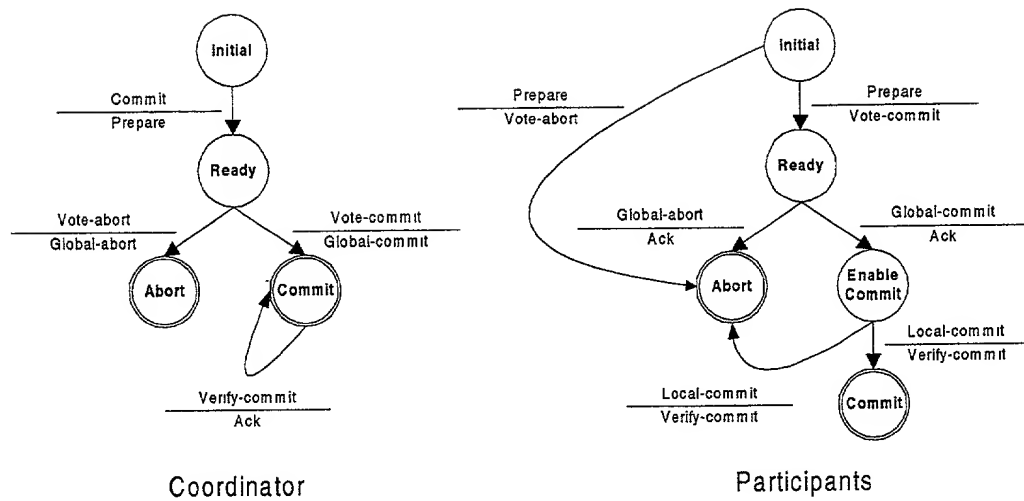 Initial
Commit
Prepare
Ready
Vote-abort
Global-abort
Vote-commit
Global-commit
Abort
Commit
Verify-commit
Ack
Coordinator
Initial
Prepare
Vote-abort
Prepare
Vote-commit
Ready
Global-abort
Ack
Global-commit
Ack
Abort
Enable
Commit
Local-commit
Verify-commit
Local-commit
Verify-commit
Commit
Participants